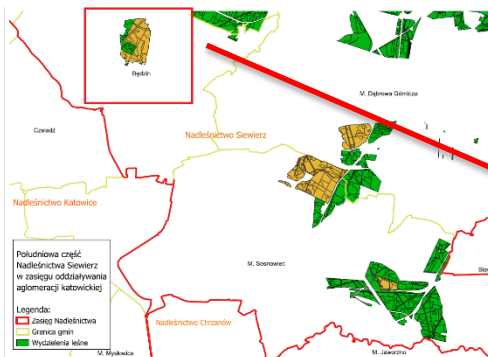 Będzin
M. Dąbrowa Górnicza
Czeladź
Nadleśnictwo Siewierz
Nadleśnictwo Katowice
Południowa część
Nadleśnictwa Siewierz
w zasięgu oddziaływania
aglomeracji katowickiej
Legenda:
Zasięg Nadleśnictwa
Granica gmin
Wydzielenia leśne
M. Sosnowiec
Sła
Nadleśnictwo Chrzanów
M. Mysłowice
M. Jaworzno